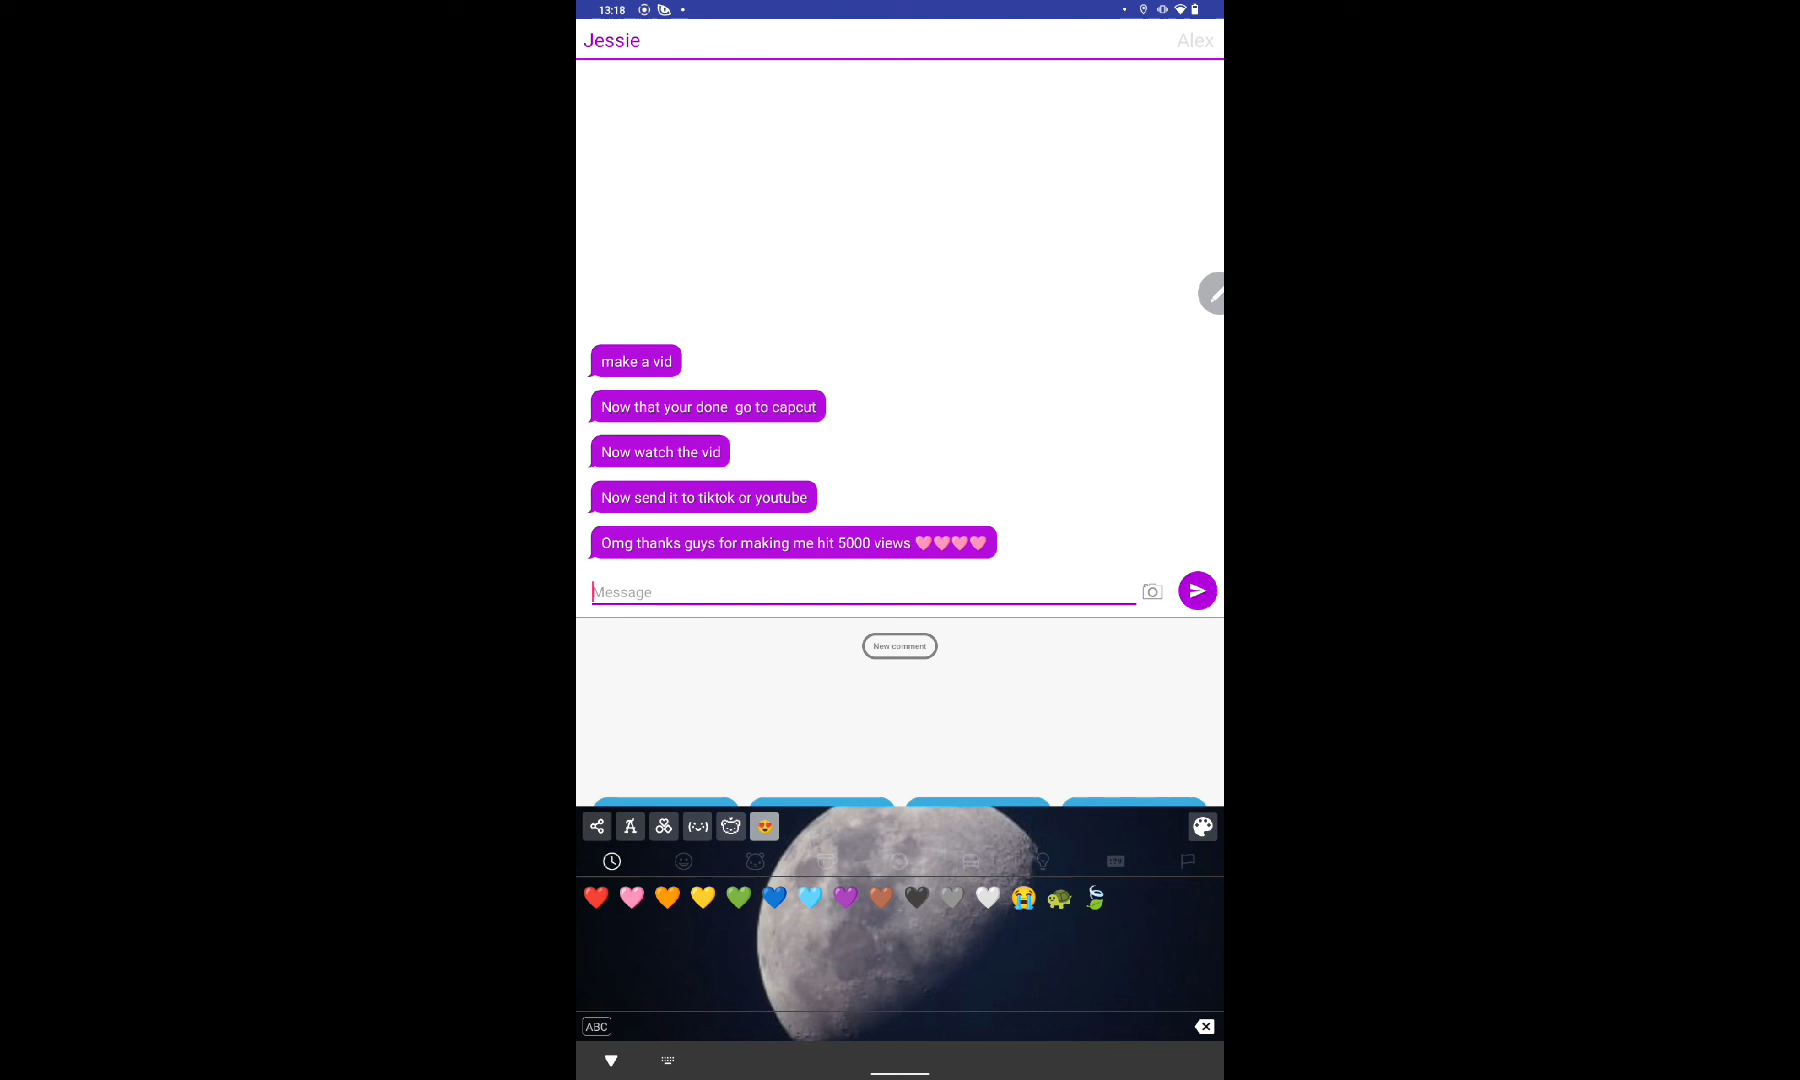 13:18
Jessie
Alex
make a vid
Now that your done  go to capcut
Now watch the vid
Now send it to tiktok or youtube
Omg thanks guys for making me hit 5000 views 🩷🩷🩷🩷
Message
New comment
ABC